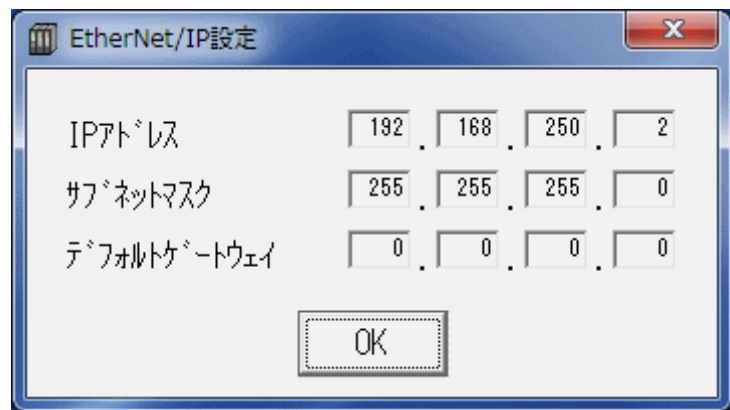 EtherNet/IP設定
IPｱﾄﾞﾚｽ 192 . 168 . 250 . 2
ｻﾌﾞﾈｯﾄﾏｽｸ 255 . 255 . 255 . 0
ﾃﾞﾌｫﾙﾄｹﾞｰﾄｳｪｲ 0 . 0 . 0 . 0
OK